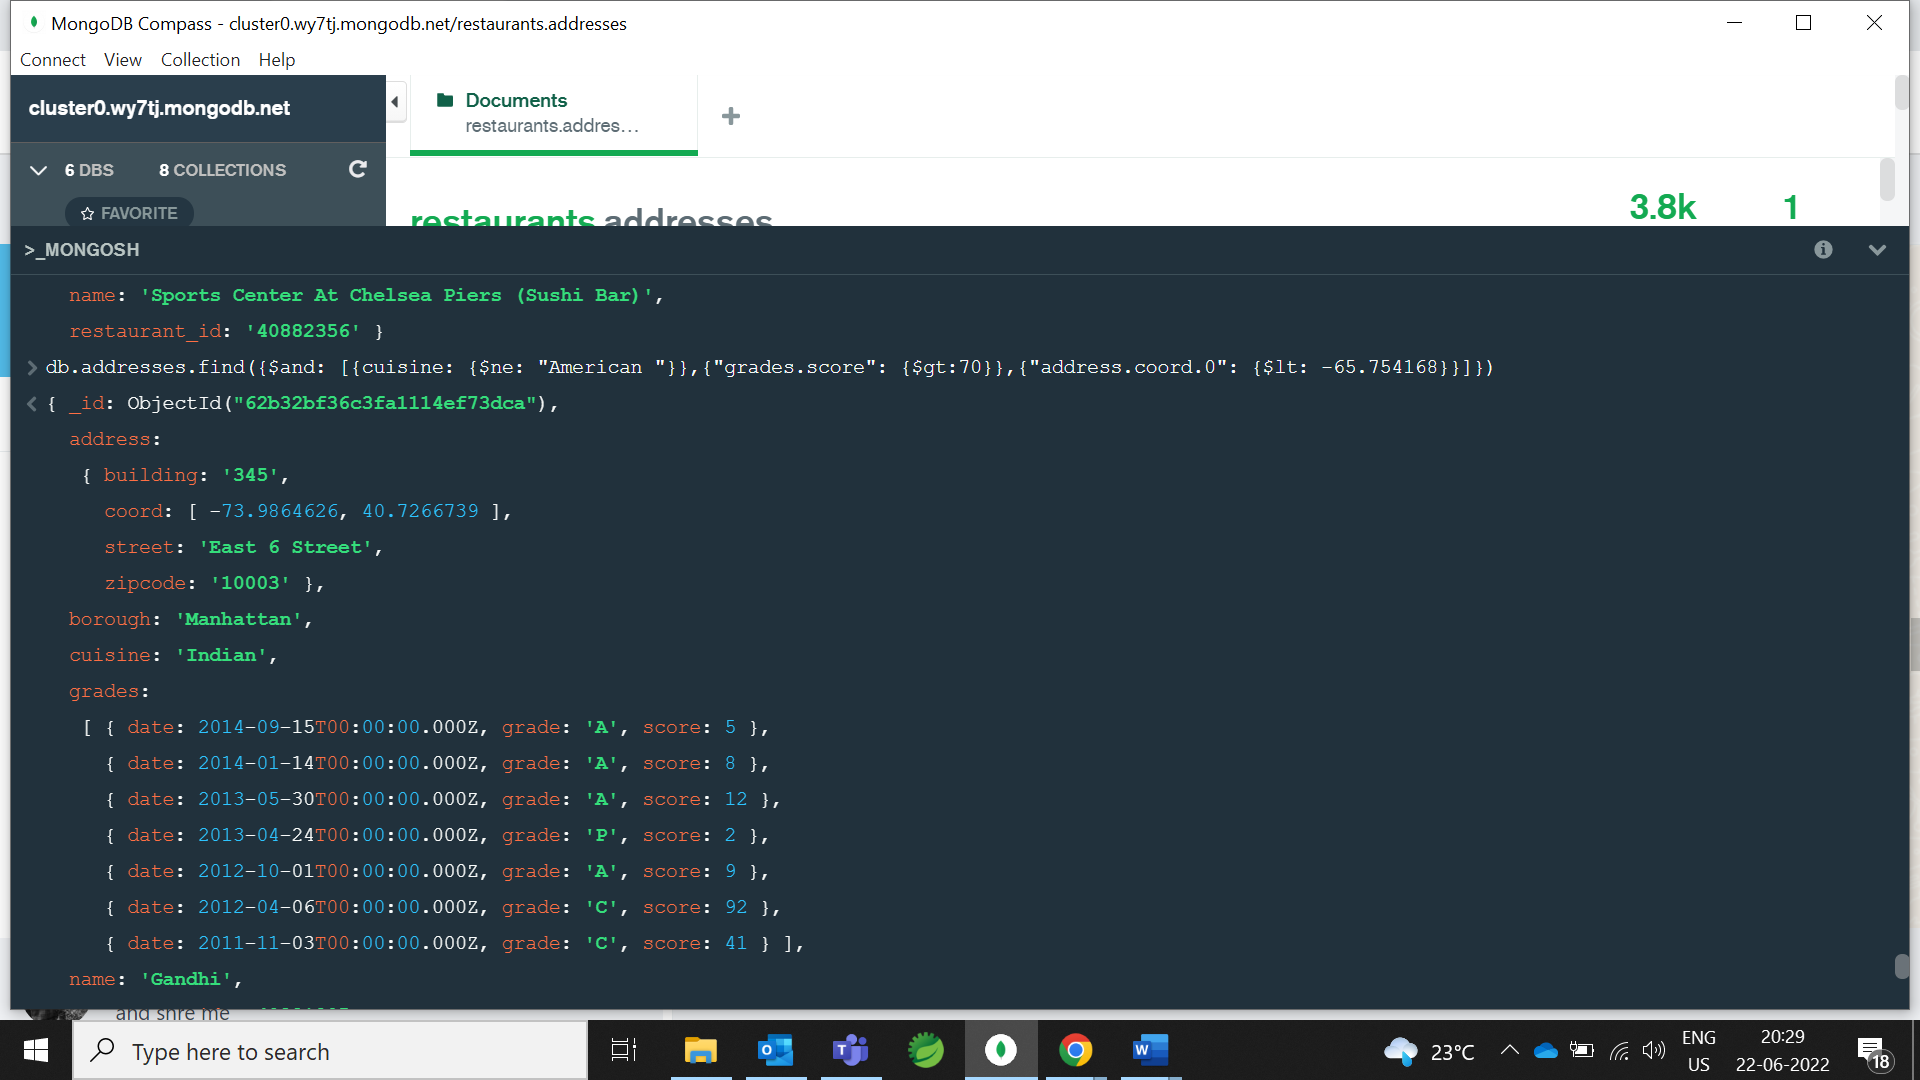 MongoDB Compass - cluster0.wy7tj.mongodb.net/restaurants.addresses
Connect View Collection Help
cluster0.wy7tj.mongodb.net
Documents
restaurants.addres...
6 DBS 8 COLLECTIONS
FAVORITE
restaurants.addresses
3.8k 1
>_MONGOSH
name: 'Sports Center At Chelsea Piers (Sushi Bar)',
restaurant_id: '40882356' }
db.addresses.find({$and: [{cuisine: {$ne: "American "}},{"grades.score": {$gt:70}},{"address.coord.0": {$lt: -65.754168}}]})
{ _id: ObjectId("62b32bf36c3fa1114ef73dca"),
address:
{ building: '345',
coord: [ -73.9864626, 40.7266739 ],
street: 'East 6 Street',
zipcode: '10003' },
borough: 'Manhattan',
cuisine: 'Indian',
grades:
[ { date: 2014-09-15T00:00:00.000Z, grade: 'A', score: 5 },
{ date: 2014-01-14T00:00:00.000Z, grade: 'A', score: 8 },
{ date: 2013-05-30T00:00:00.000Z, grade: 'A', score: 12 },
{ date: 2013-04-24T00:00:00.000Z, grade: 'P', score: 2 },
{ date: 2012-10-01T00:00:00.000Z, grade: 'A', score: 9 },
{ date: 2012-04-06T00:00:00.000Z, grade: 'C', score: 92 },
{ date: 2011-11-03T00:00:00.000Z, grade: 'C', score: 41 } ],
name: 'Gandhi',
and shre me
Type here to search
23°C
ENG
US
20:29
22-06-2022
18